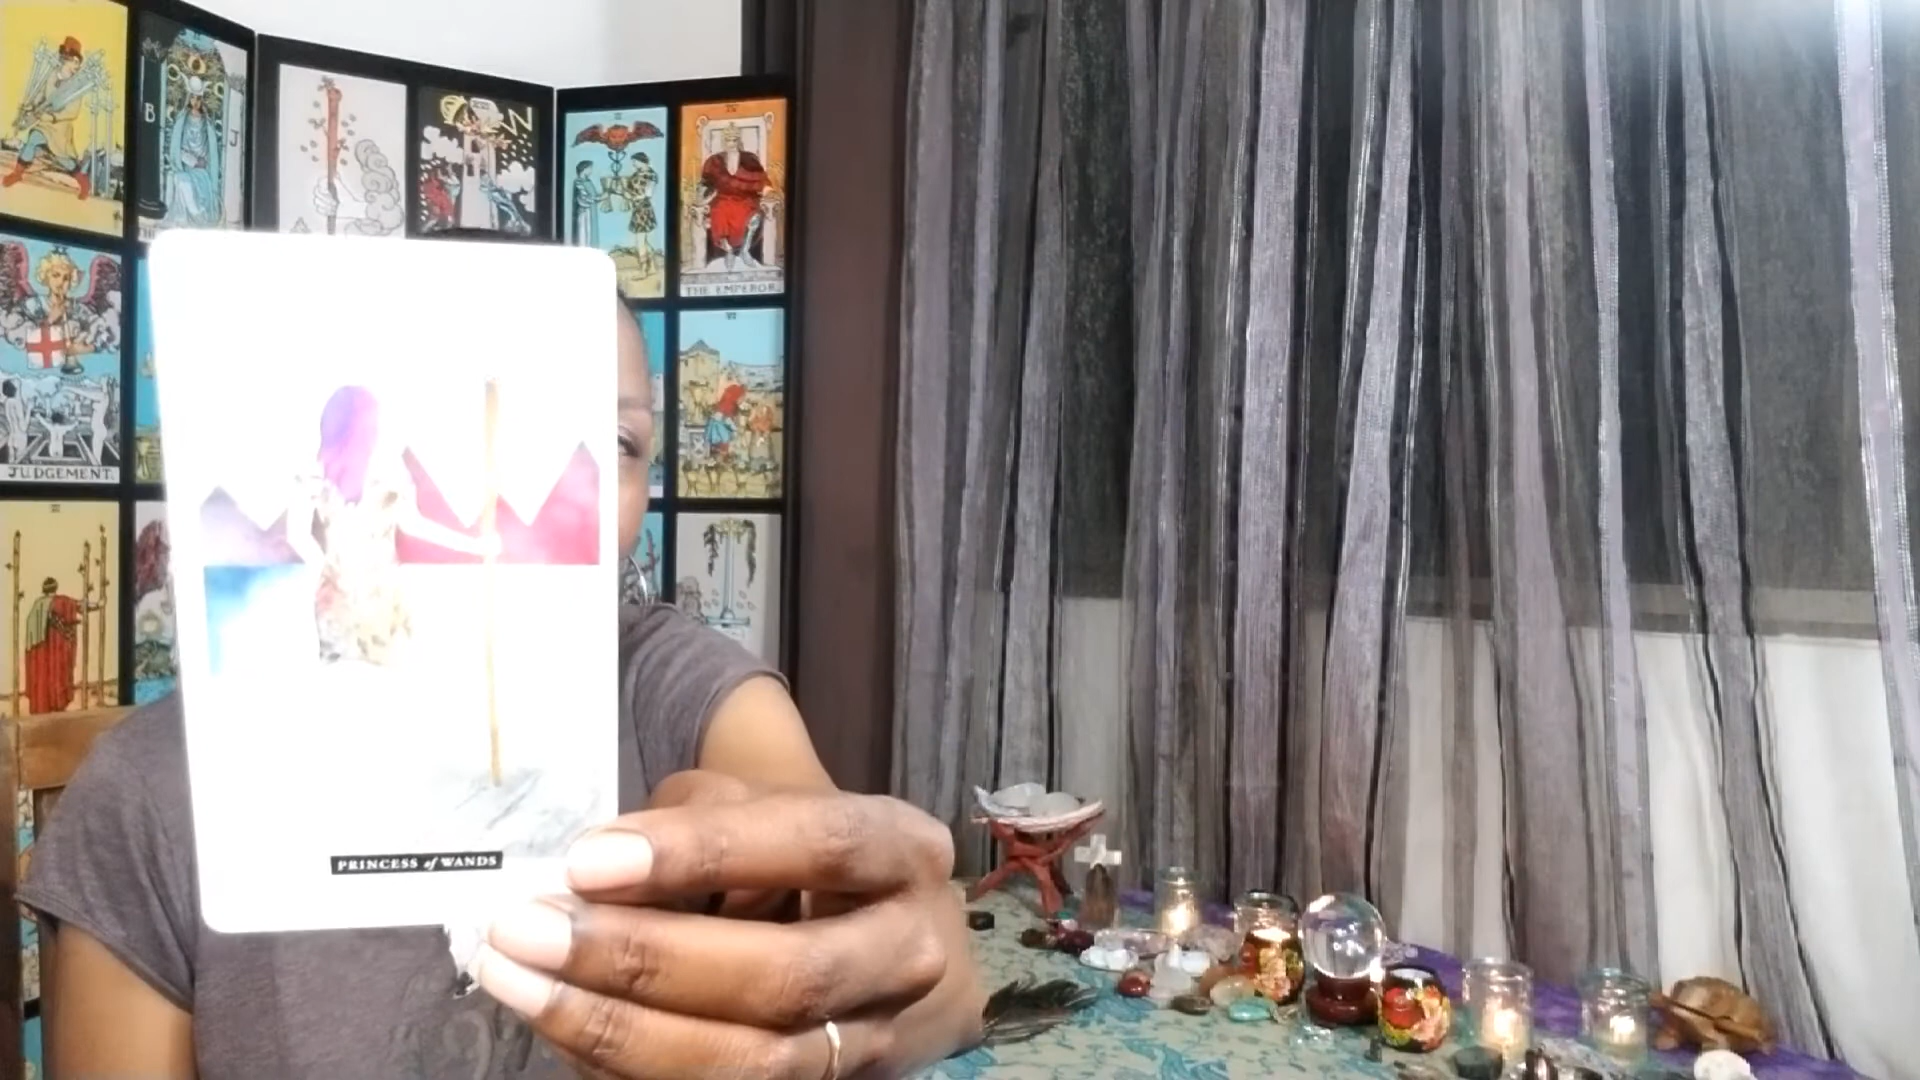 B
J
THE EMPEROR.
JUDGEMENT.
PRINCESS of WANDS